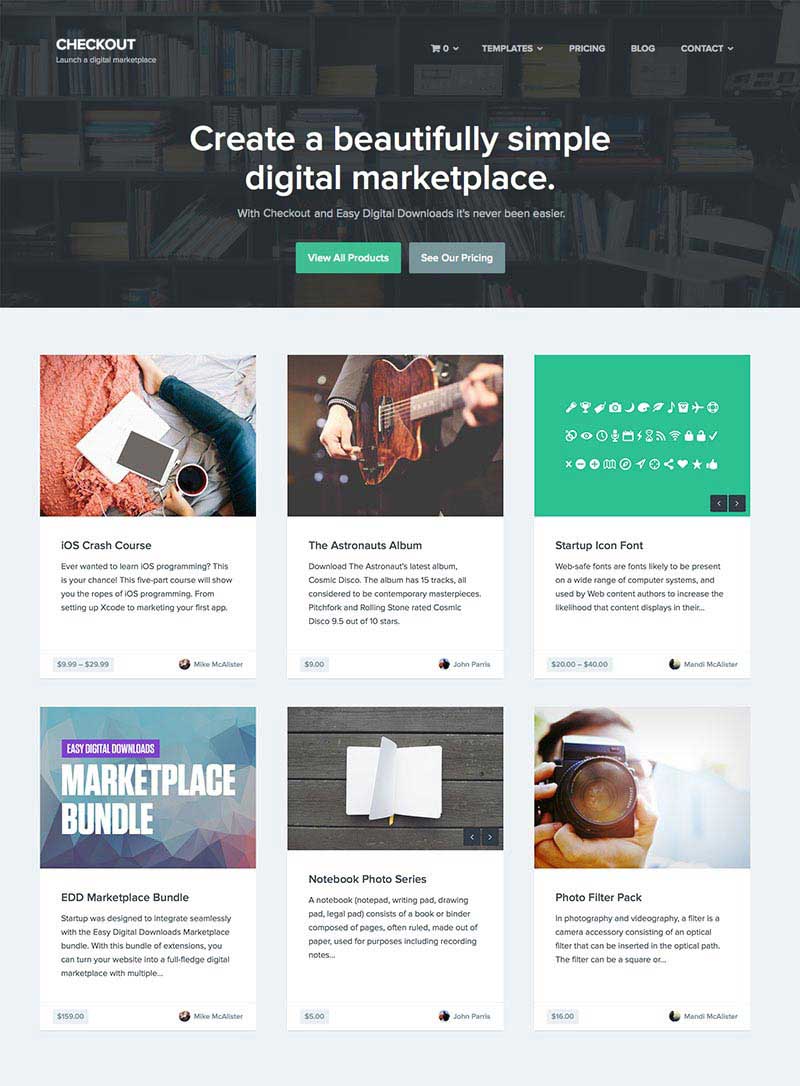 CHECKOUT
Launch a digital marketplace
0 TEMPLATES PRICING BLOG CONTACT
Create a beautifully simple
digital marketplace.
With Checkout and Easy Digital Downloads it's never been easier.
View All Products See Our Pricing
iOS Crash Course
Ever wanted to learn iOS programming? This
is your chance! This five-part course will show
you the ropes of iOS programming. From
setting up Xcode to marketing your first app.
$9.99 – $29.99 Mike McAlister
The Astronauts Album
Download The Astronaut's latest album,
Cosmic Disco. The album has 15 tracks, all
considered to be contemporary masterpieces.
Pitchfork and Rolling Stone rated Cosmic
Disco 9.5 out of 10 stars.
$9.00 John Parris
Startup Icon Font
Web-safe fonts are fonts likely to be present
on a wide range of computer systems, and
used by Web content authors to increase the
likelihood that content displays in their...
$20.00 – $40.00 Mandi McAlister
EASY DIGITAL DOWNLOADS
MARKETPLACE
BUNDLE
EDD Marketplace Bundle
Startup was designed to integrate seamlessly
with the Easy Digital Downloads Marketplace
bundle. With this bundle of extensions, you
can turn your website into a full-fledge digital
marketplace with multiple...
$159.00 Mike McAlister
Notebook Photo Series
A notebook (notepad, writing pad, drawing
pad, legal pad) consists of a book or binder
composed of pages, often ruled, made out of
paper, used for purposes including recording
notes...
$5.00 John Parris
Photo Filter Pack
In photography and videography, a filter is a
camera accessory consisting of an optical
filter that can be inserted in the optical path.
The filter can be a square or...
$16.00 Mandi McAlister